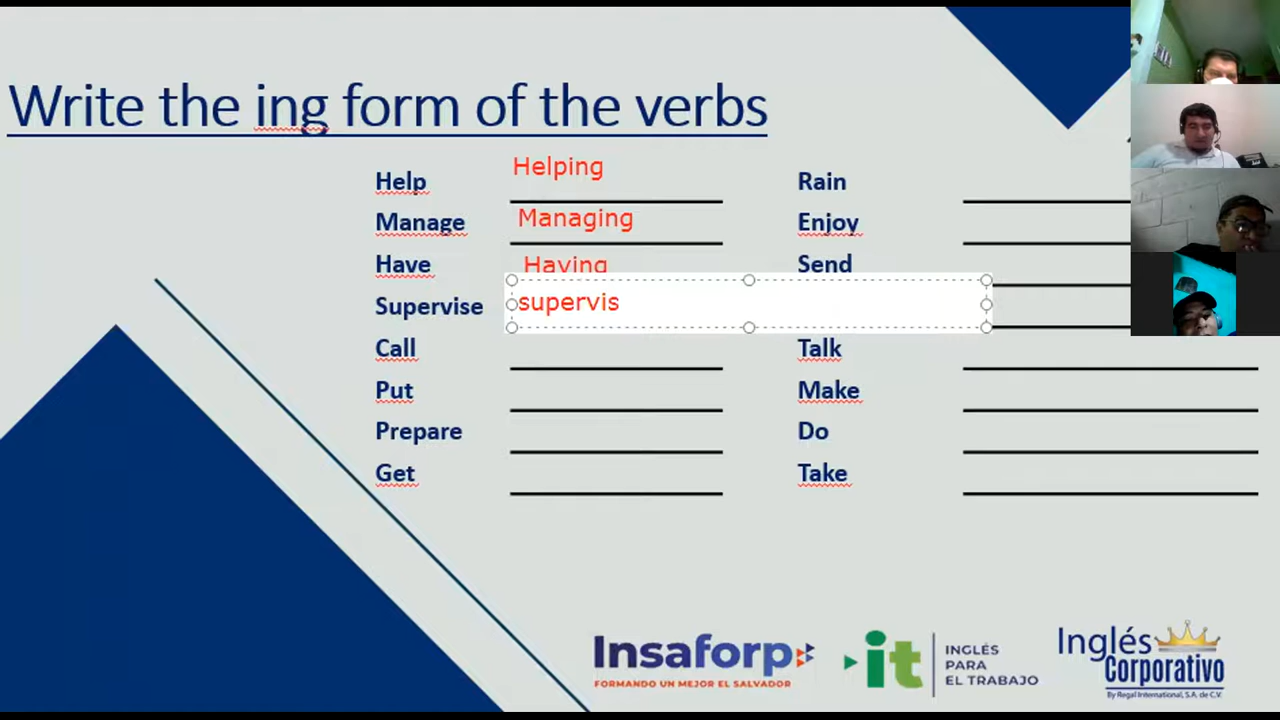 Write the ing form of the verbs
Help Helping
Manage Managing
Have Having
Supervise supervis
Call
Put
Prepare
Get
Rain
Enjoy
Send
Talk
Make
Do
Take
Insaforp
FORMANDO UN MEJOR EL SALVADOR
it
INGLÉS
PARA
EL TRABAJO
Inglés
Corporativo
By Regal International, S.A. de C.V.